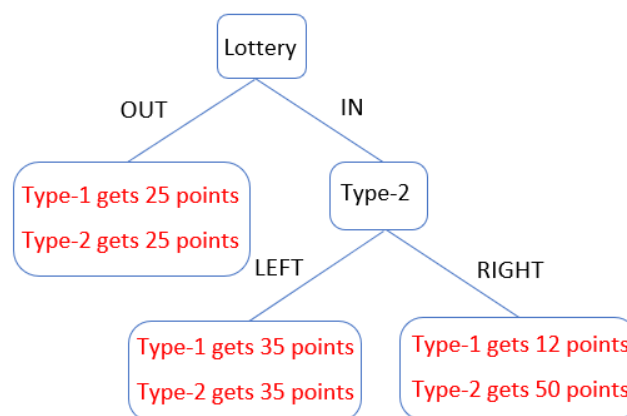 Lottery
OUT
IN
Type-1 gets 25 points
Type-2 gets 25 points
Type-2
LEFT
RIGHT
Type-1 gets 35 points
Type-2 gets 35 points
Type-1 gets 12 points
Type-2 gets 50 points